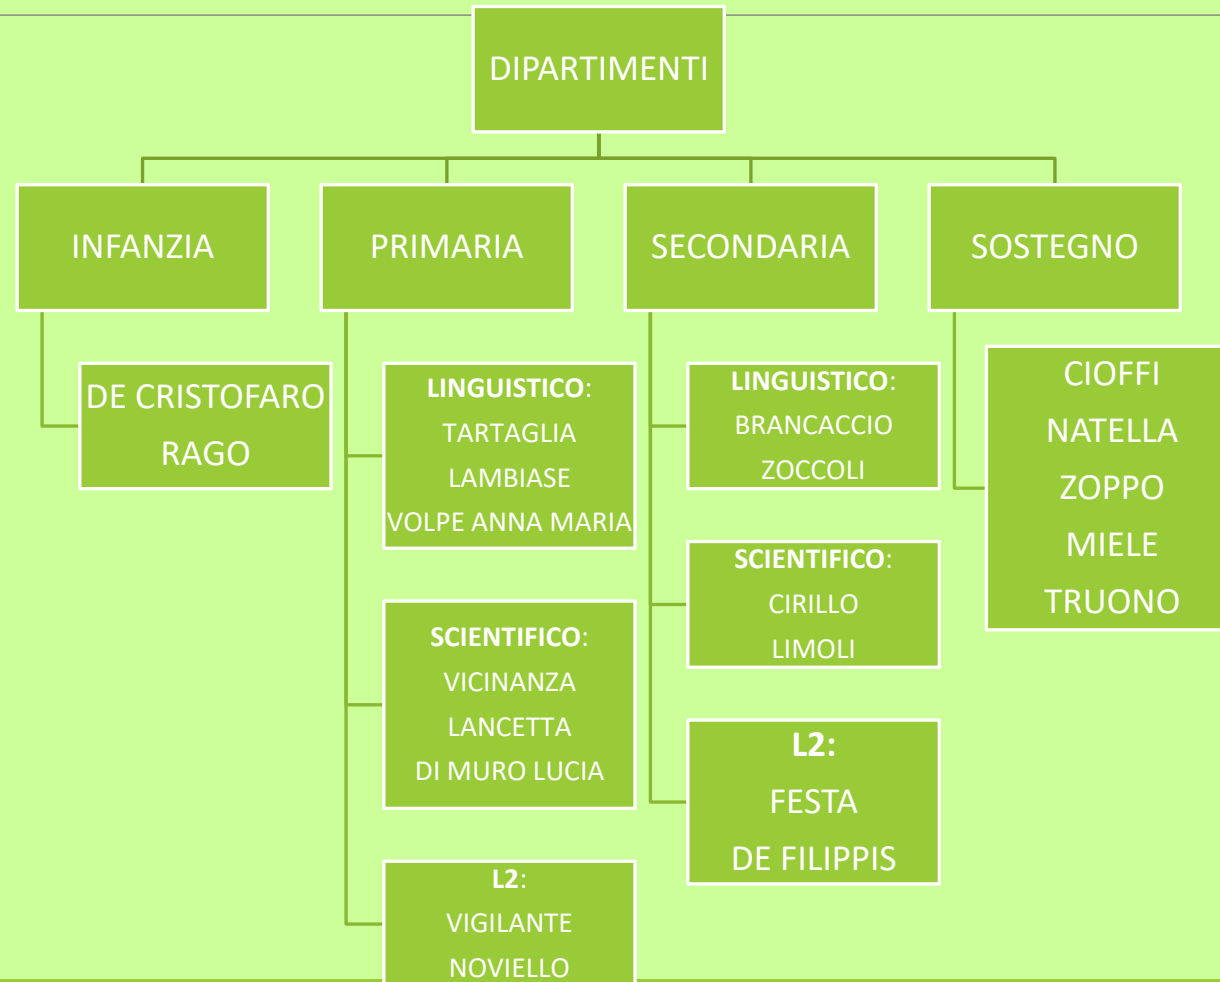 DIPARTIMENTI
INFANZIA
DE CRISTOFARO
RAGO
PRIMARIA
LINGUISTICO:
TARTAGLIA
LAMBIASE
VOLPE ANNA MARIA
SCIENTIFICO:
VICINANZA
LANCETTA
DI MURO LUCIA
L2:
VIGILANTE
NOVIELLO
SECONDARIA
LINGUISTICO:
BRANCACCIO
ZOCCOLI
SCIENTIFICO:
CIRILLO
LIMOLI
L2:
FESTA
DE FILIPPIS
SOSTEGNO
CIOFFI
NATELLA
ZOPPO
MIELE
TRUONO